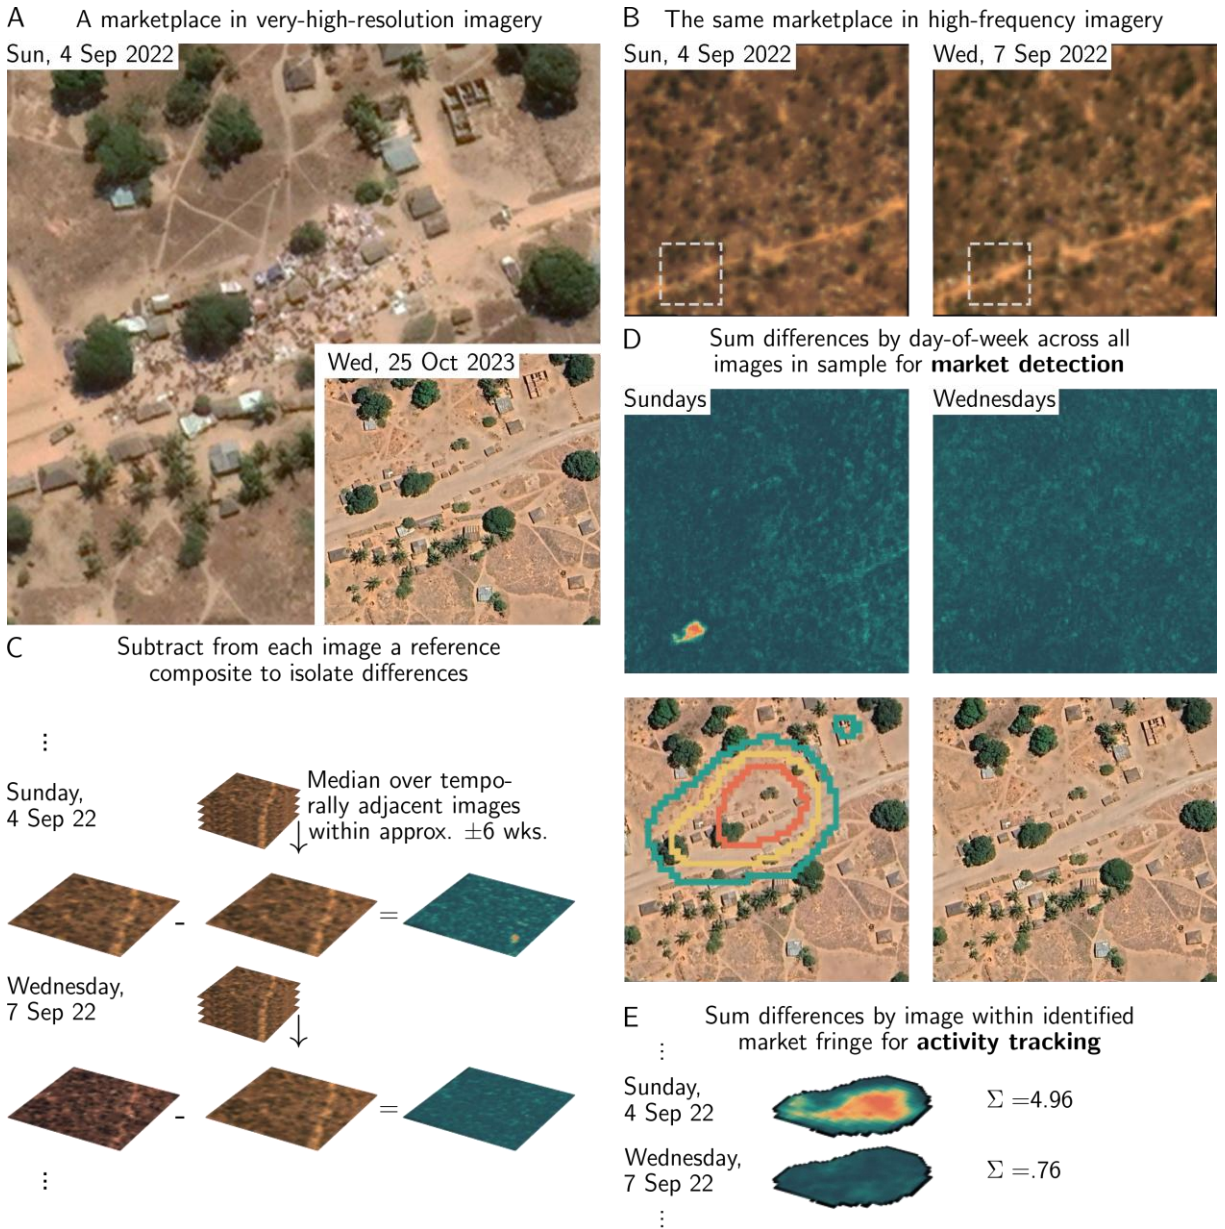 A
A marketplace in very-high-resolution imagery
Sun, 4 Sep 2022
Wed, 25 Oct 2023
B
The same marketplace in high-frequency imagery
Sun, 4 Sep 2022
Wed, 7 Sep 2022
C
Subtract from each image a reference
composite to isolate differences
⋮
Sunday,
4 Sep 22
Median over tempo-
rally adjacent images
within approx. ±6 wks.
-
=
Wednesday,
7 Sep 22
-
=
⋮
D
Sum differences by day-of-week across all
images in sample for market detection
Sundays
Wednesdays
E
Sum differences by image within identified
market fringe for activity tracking
⋮
Sunday,
4 Sep 22
Σ =4.96
Wednesday,
7 Sep 22
Σ =.76
⋮